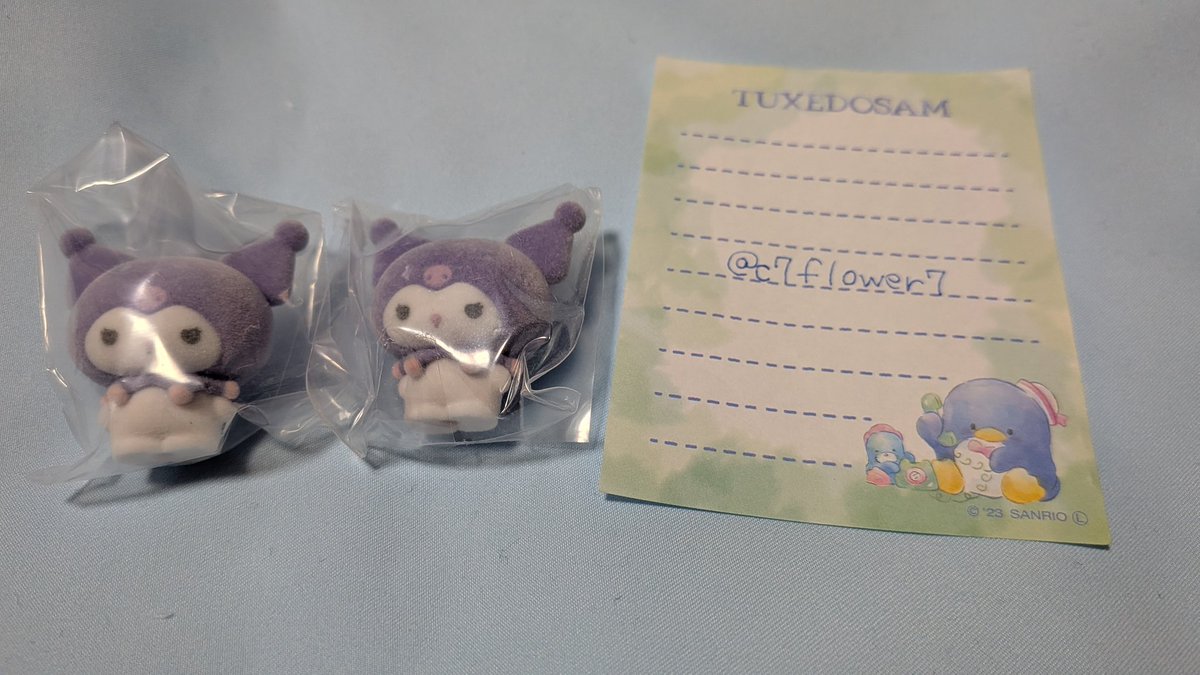 TUXEDOSAM
@c7flower7
© '23 SANRIO Ⓛ